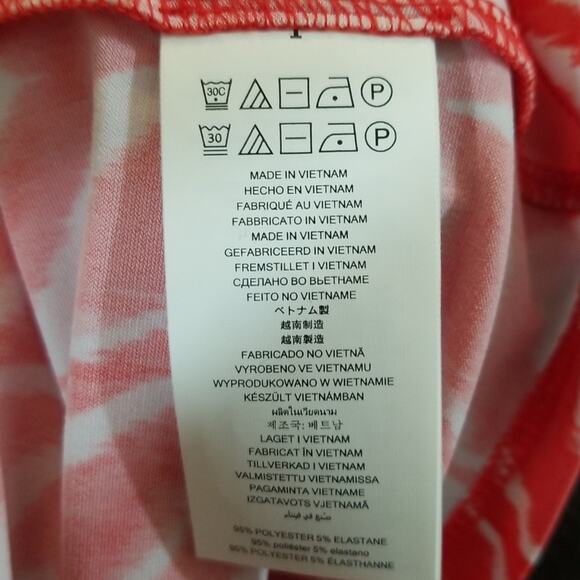 30C P
30 P
MADE IN VIETNAM
HECHO EN VIETNAM
FABRIQUÉ AU VIETNAM
FABBRICATO IN VIETNAM
MADE IN VIETNAM
GEFABRICEERD IN VIETNAM
FREMSTILLET I VIETNAM
СДЕЛАНО ВО ВЬЕТНАМЕ
FEITO NO VIETNAME
ベトナム製
越南制造
越南製造
FABRICADO NO VIETNÃ
VYROBENO VE VIETNAMU
WYPRODUKOWANO W WIETNAMIE
KÉSZÜLT VIETNÁMBAN
ผลิตในเวียดนาม
제조국: 베트남
LAGET I VIETNAM
FABRICAT ÎN VIETNAM
TILLVERKAD I VIETNAM
VALMISTETTU VIETNAMISSA
PAGAMINTA VIETNAME
IZGATAVOTS VJETNAMĀ
صنع في فيتنام
95% POLYESTER 5% ELASTANE
95% poliéster 5% elastano
95% POLYESTER 5% ÉLASTHANNE